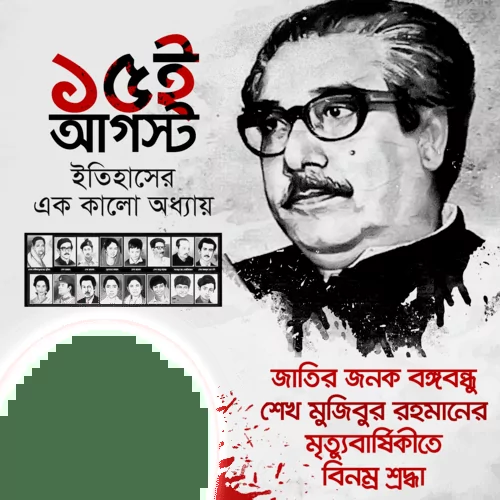 ১৫ই
আগস্ট
ইতিহাসের
এক কালো অধ্যায়
জাতির জনক বঙ্গবন্ধু
শেখ মুজিবুর রহমানের
মৃত্যুবার্ষিকীতে
বিনম্র শ্রদ্ধা